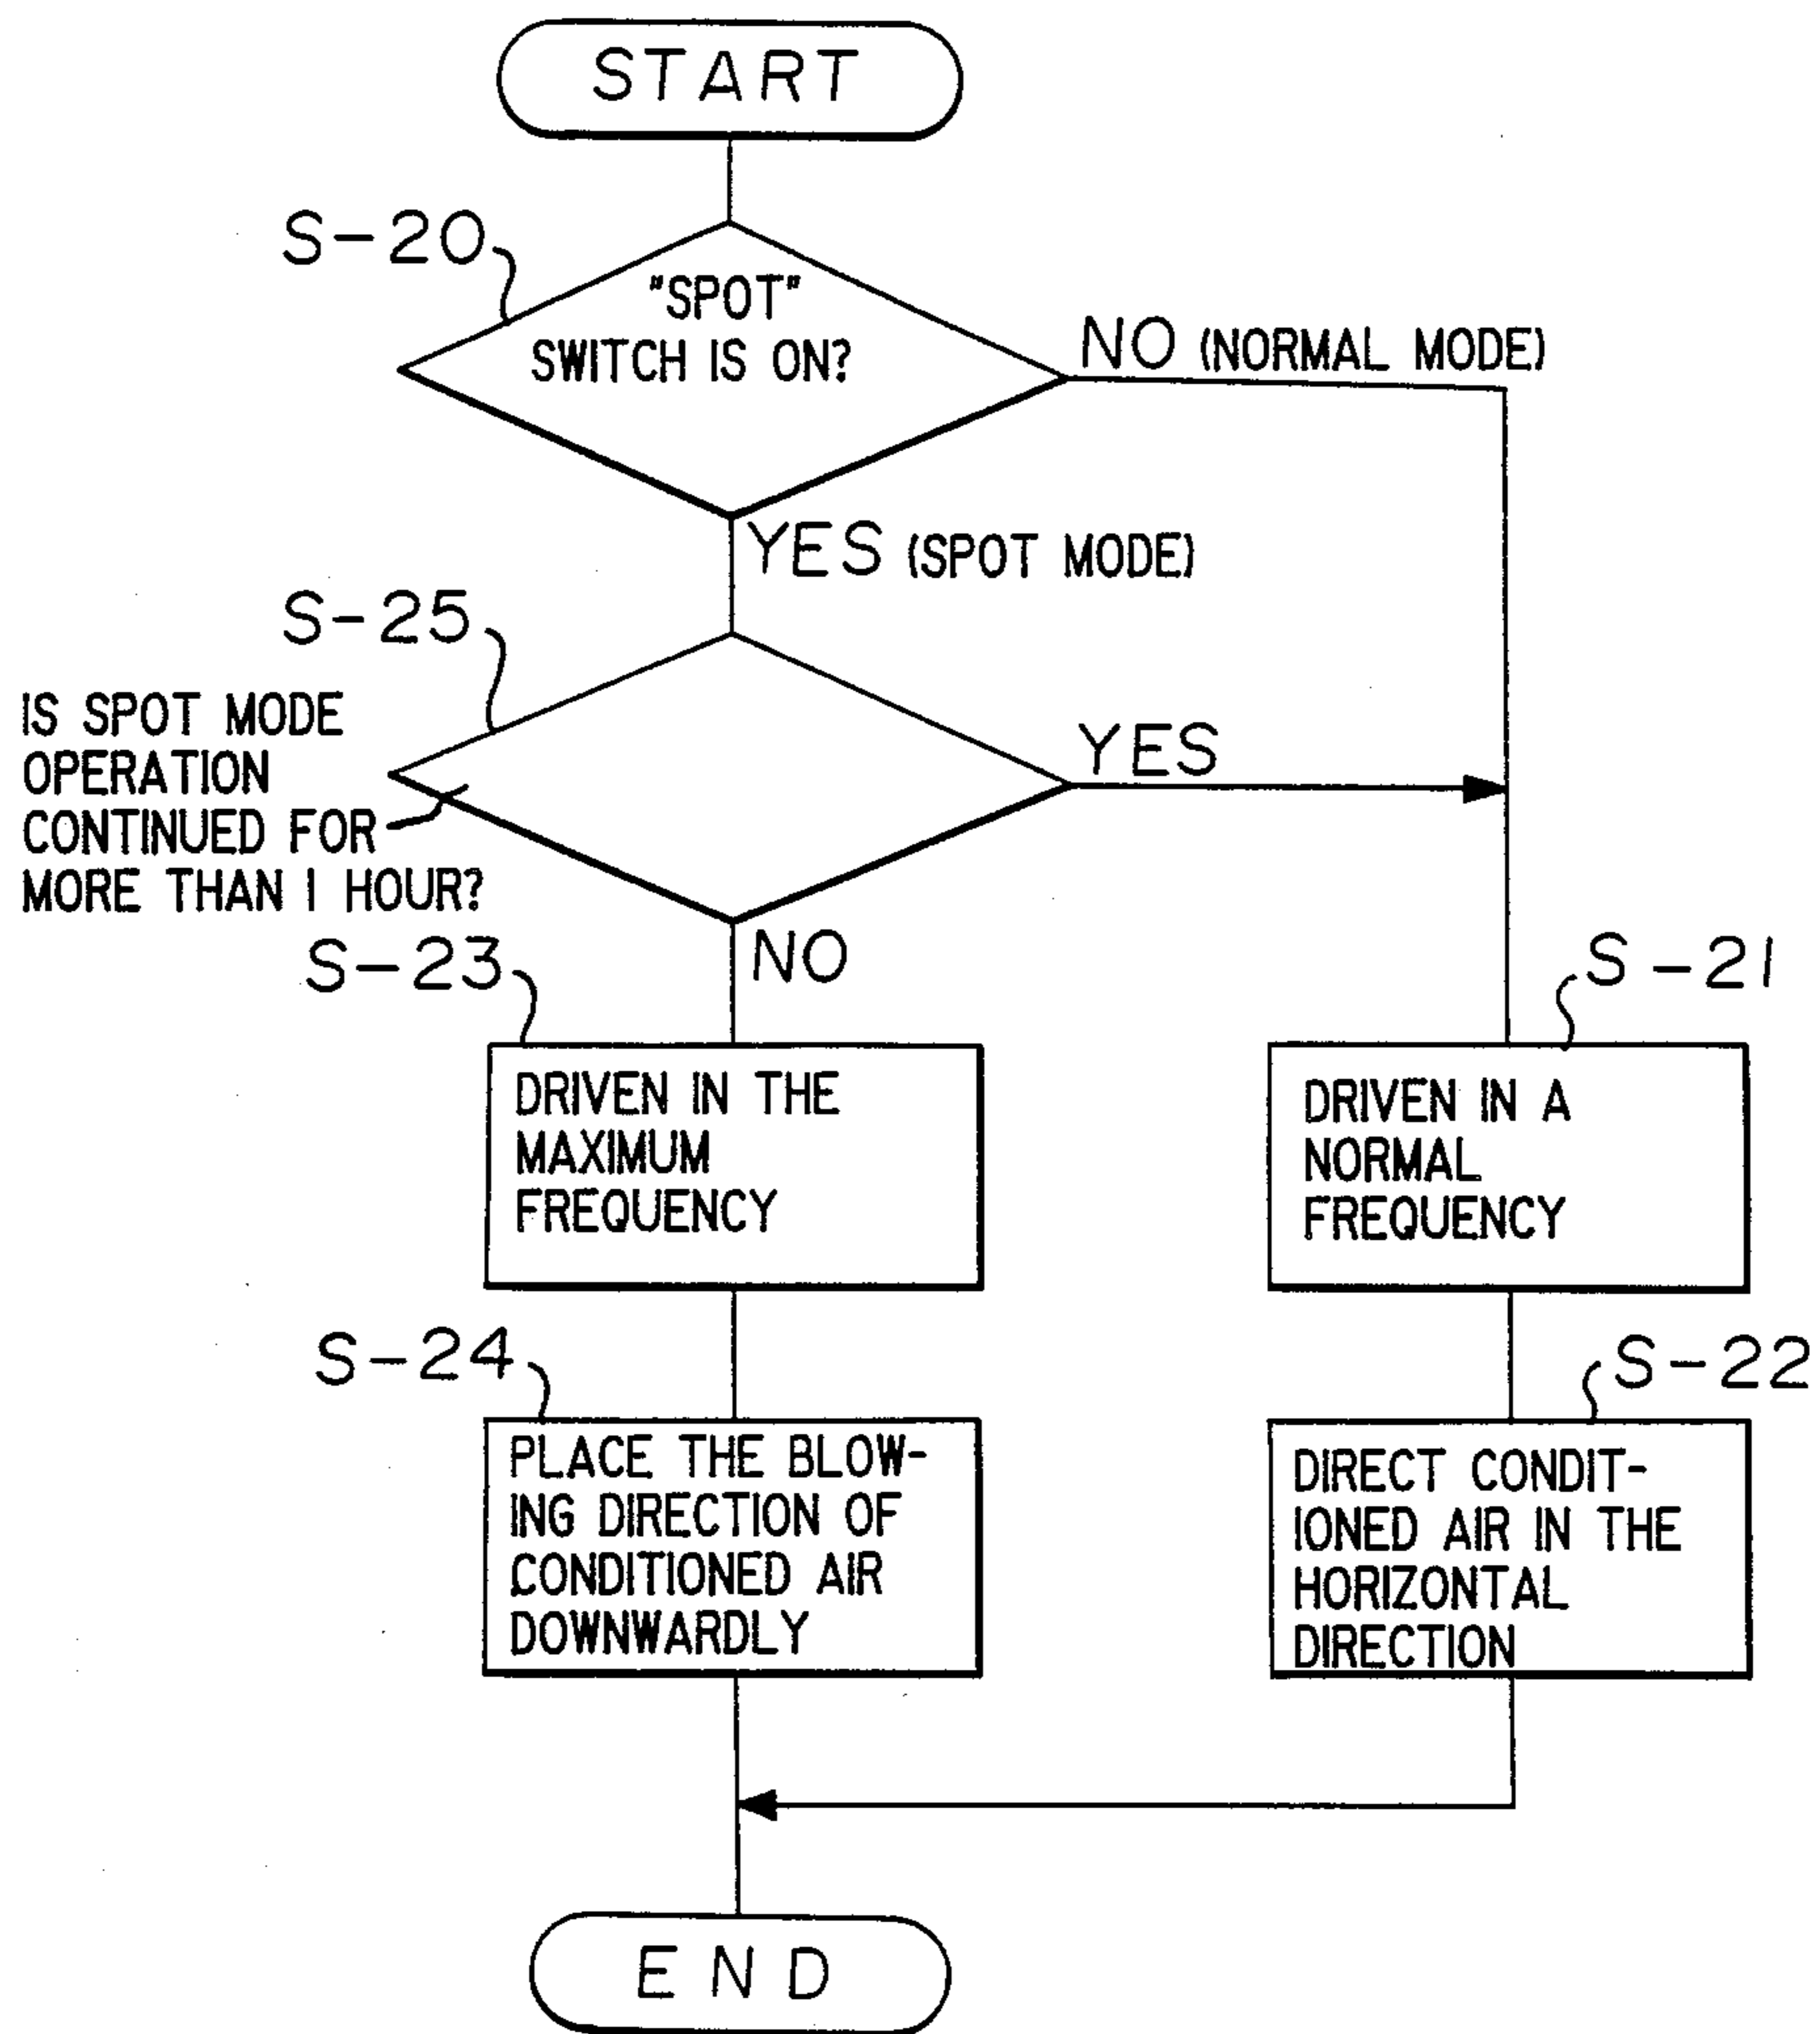 START
S-20
"SPOT"
SWITCH IS ON?
NO (NORMAL MODE)
YES (SPOT MODE)
S-25
IS SPOT MODE
OPERATION
CONTINUED FOR
MORE THAN 1 HOUR?
YES
NO
S-23
DRIVEN IN THE
MAXIMUM
FREQUENCY
S-21
DRIVEN IN A
NORMAL
FREQUENCY
S-24
PLACE THE BLOW-
ING DIRECTION OF
CONDITIONED AIR
DOWNWARDLY
S-22
DIRECT CONDIT-
IONED AIR IN THE
HORIZONTAL
DIRECTION
END